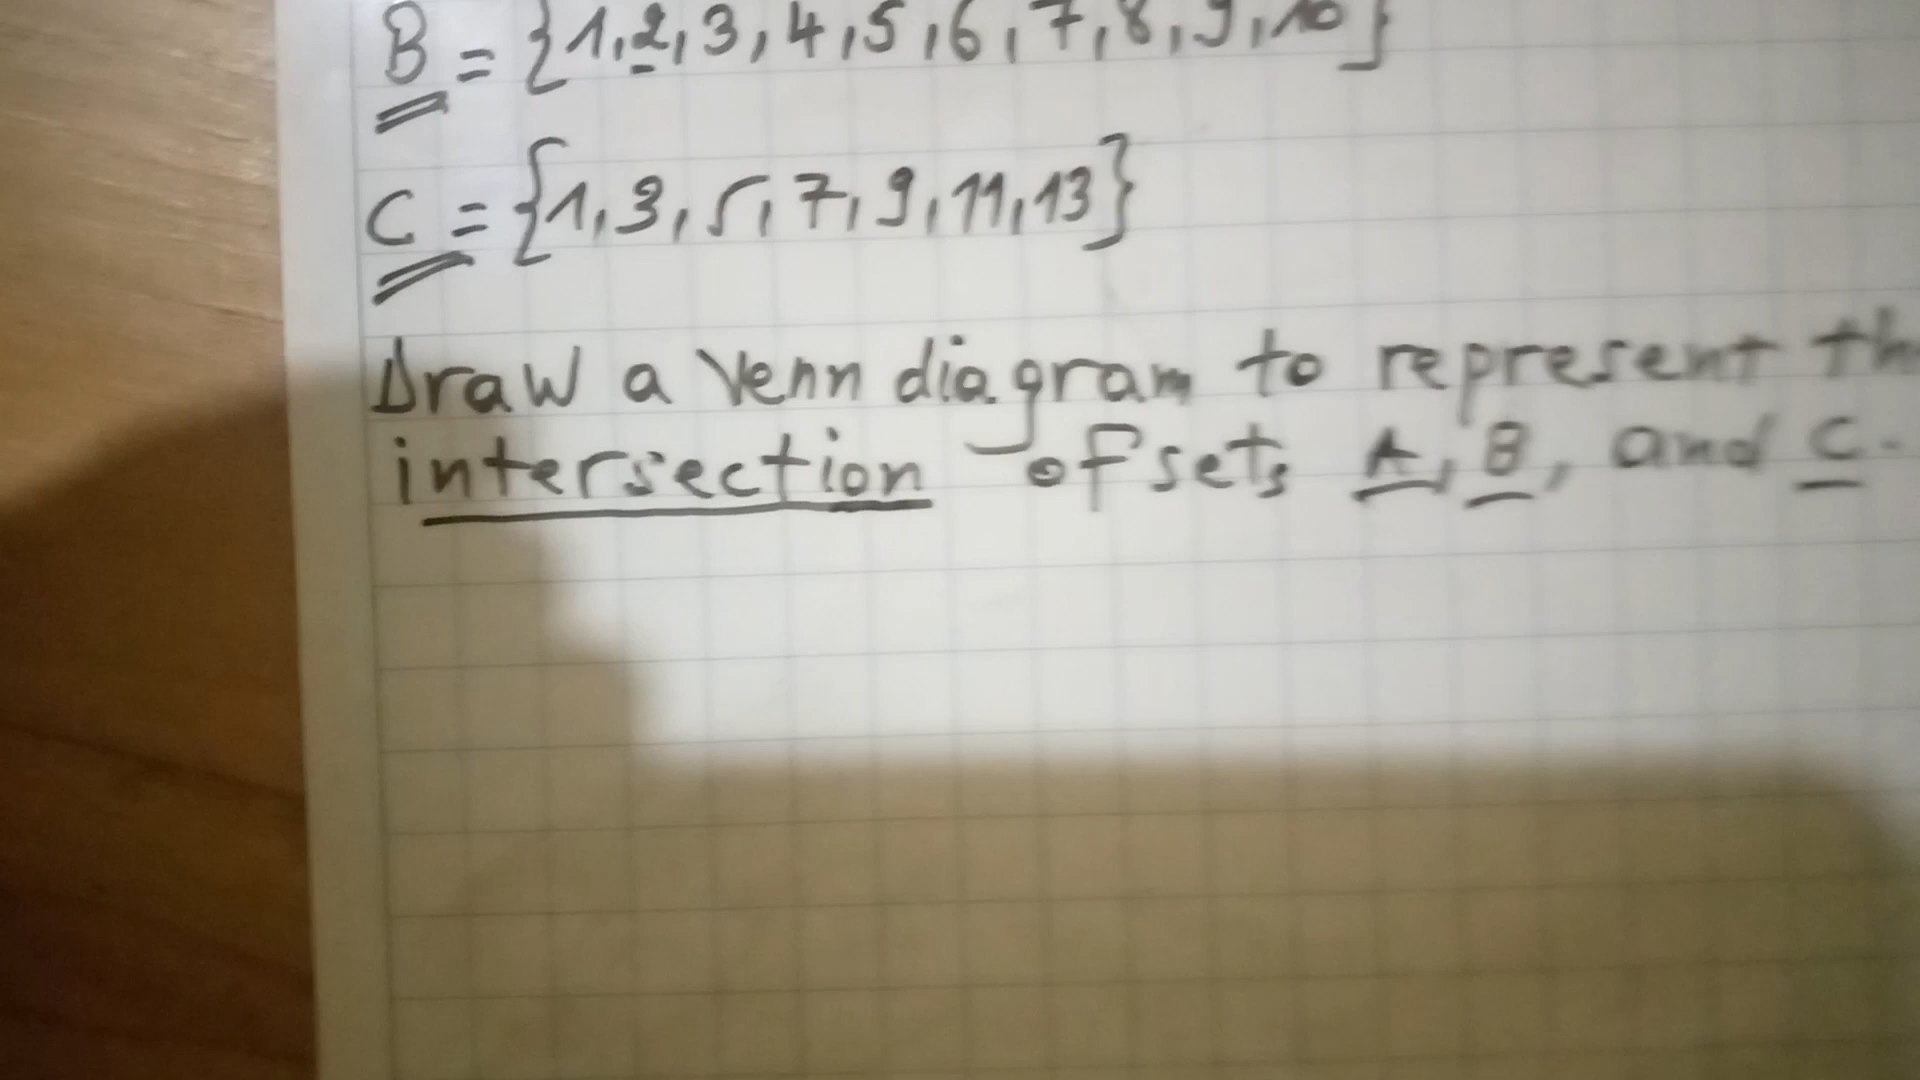 B = {1,2,3,4,5,6,7,8,9,10}
C = {1,3,5,7,9,11,13}
Draw a Venn diagram to represent
intersection of sets A, B, and C.